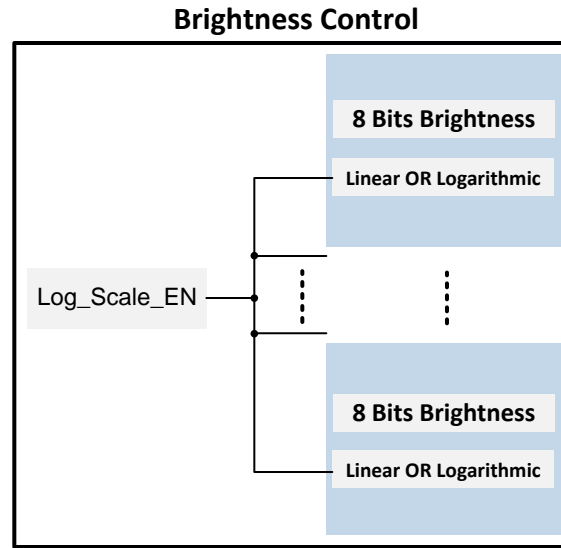 Brightness Control
8 Bits Brightness
Linear OR Logarithmic
Log_Scale_EN
8 Bits Brightness
Linear OR Logarithmic